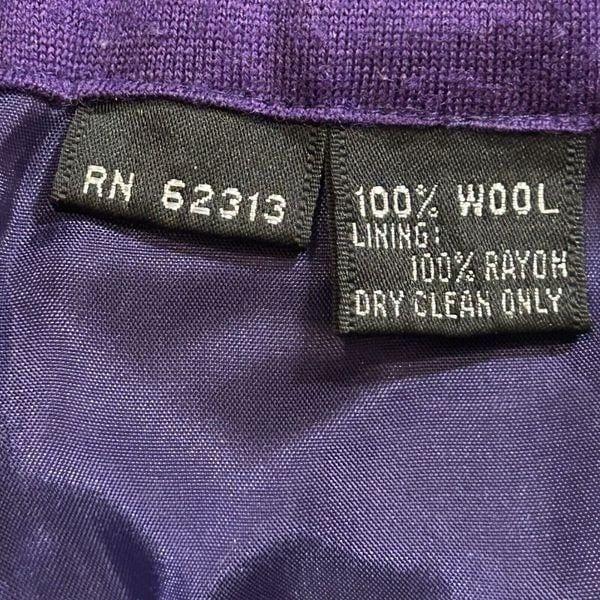 RN 62313
100% WOOL
LINING:
100% RAYON
DRY CLEAN ONLY